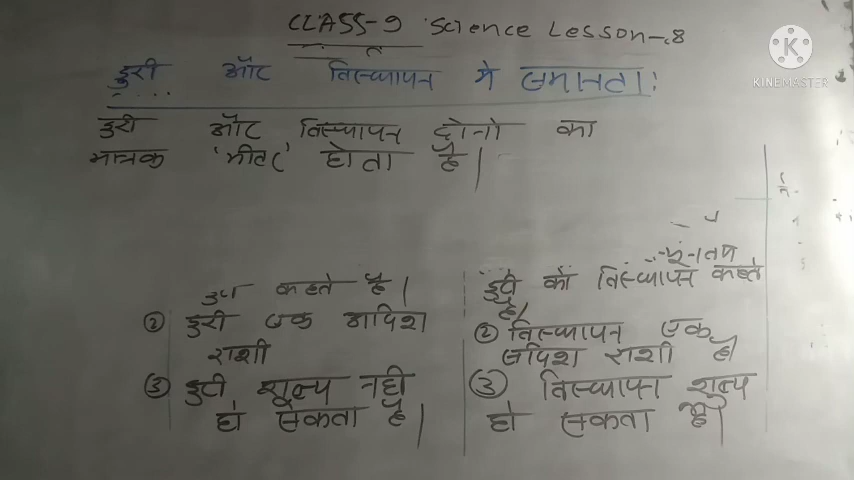 CLASS-9 Science Lesson-8
दुरी और विस्थापन मे समानता:
दुरी और विस्थापन दोनो का
मात्रक 'मीटर' होता है।
कहते है।
② दुरी एक अदिश
राशी
③ दुरी शुन्य नही
हो सकता है।
दुरी को विस्थापन कहते
है।
② विस्थापन एक
सदिश राशी है।
③ विस्थापन शुन्य
हो सकता है।
K
KINEMASTER